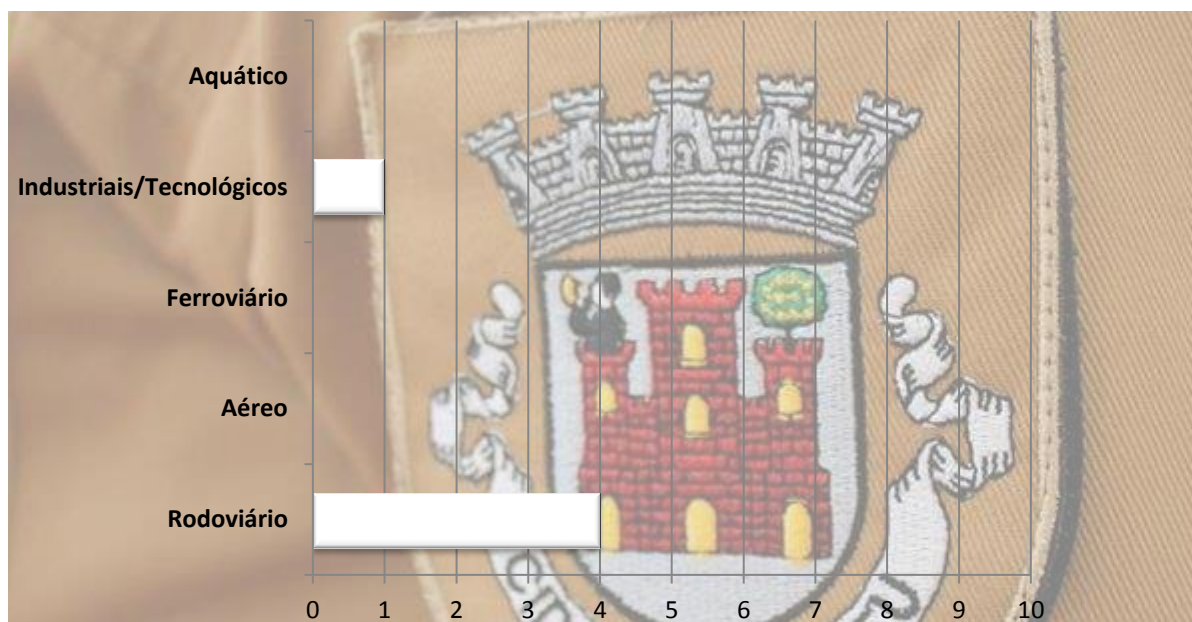 Aquático
Industriais/Tecnológicos
Ferroviário
Aéreo
Rodoviário
0 1 2 3 4 5 6 7 8 9 10